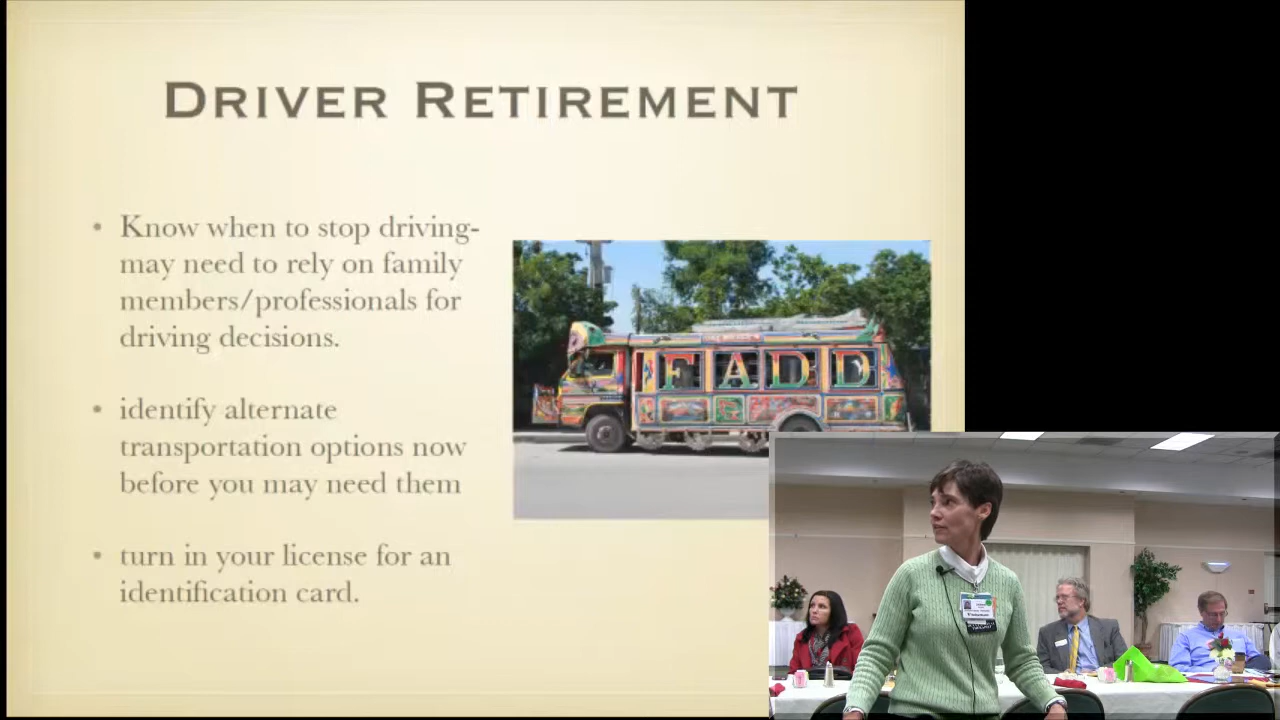 DRIVER RETIREMENT
• Know when to stop driving-
may need to rely on family
members/professionals for
driving decisions.
• identify alternate
transportation options now
before you may need them
• turn in your license for an
identification card.
FADD